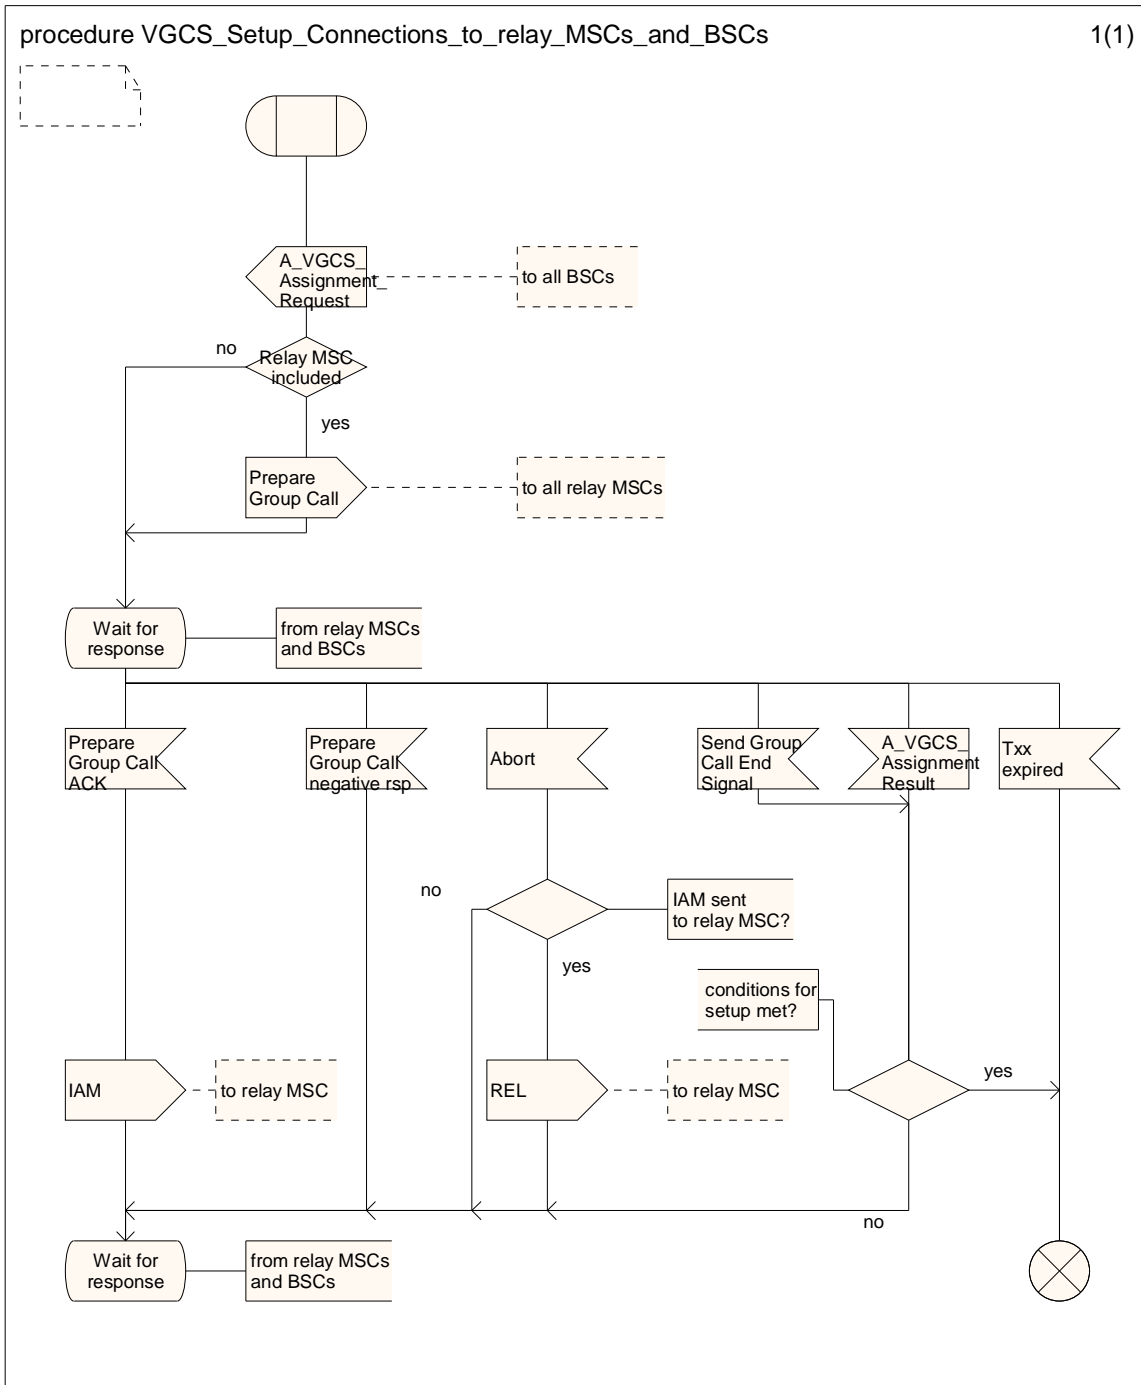 procedure VGCS_Setup_Connections_to_relay_MSCs_and_BSCs
1(1)
A_VGCS_
Assignment_
Request
to all BSCs
no
Relay MSC
included
yes
Prepare
Group Call
to all relay MSCs
Wait for
response
from relay MSCs
and BSCs
Prepare
Group Call
ACK
Prepare
Group Call
negative rsp
Abort
Send Group
Call End
Signal
A_VGCS_
Assignment
Result
Txx
expired
no
IAM sent
to relay MSC?
yes
conditions for
setup met?
IAM
to relay MSC
REL
to relay MSC
yes
no
Wait for
response
from relay MSCs
and BSCs